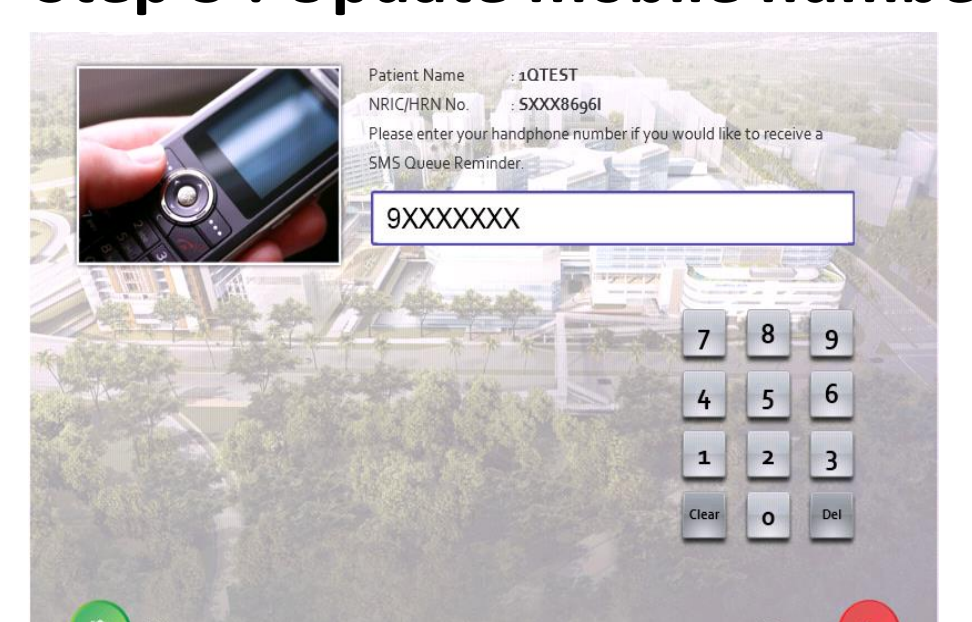 Step 3 : Update mobile numbe
Patient Name : 1QTEST
NRIC/HRN No. : SXXX8696I
Please enter your handphone number if you would like to receive a
SMS Queue Reminder.
9XXXXXXX
7 8 9
4 5 6
1 2 3
Clear 0 Del